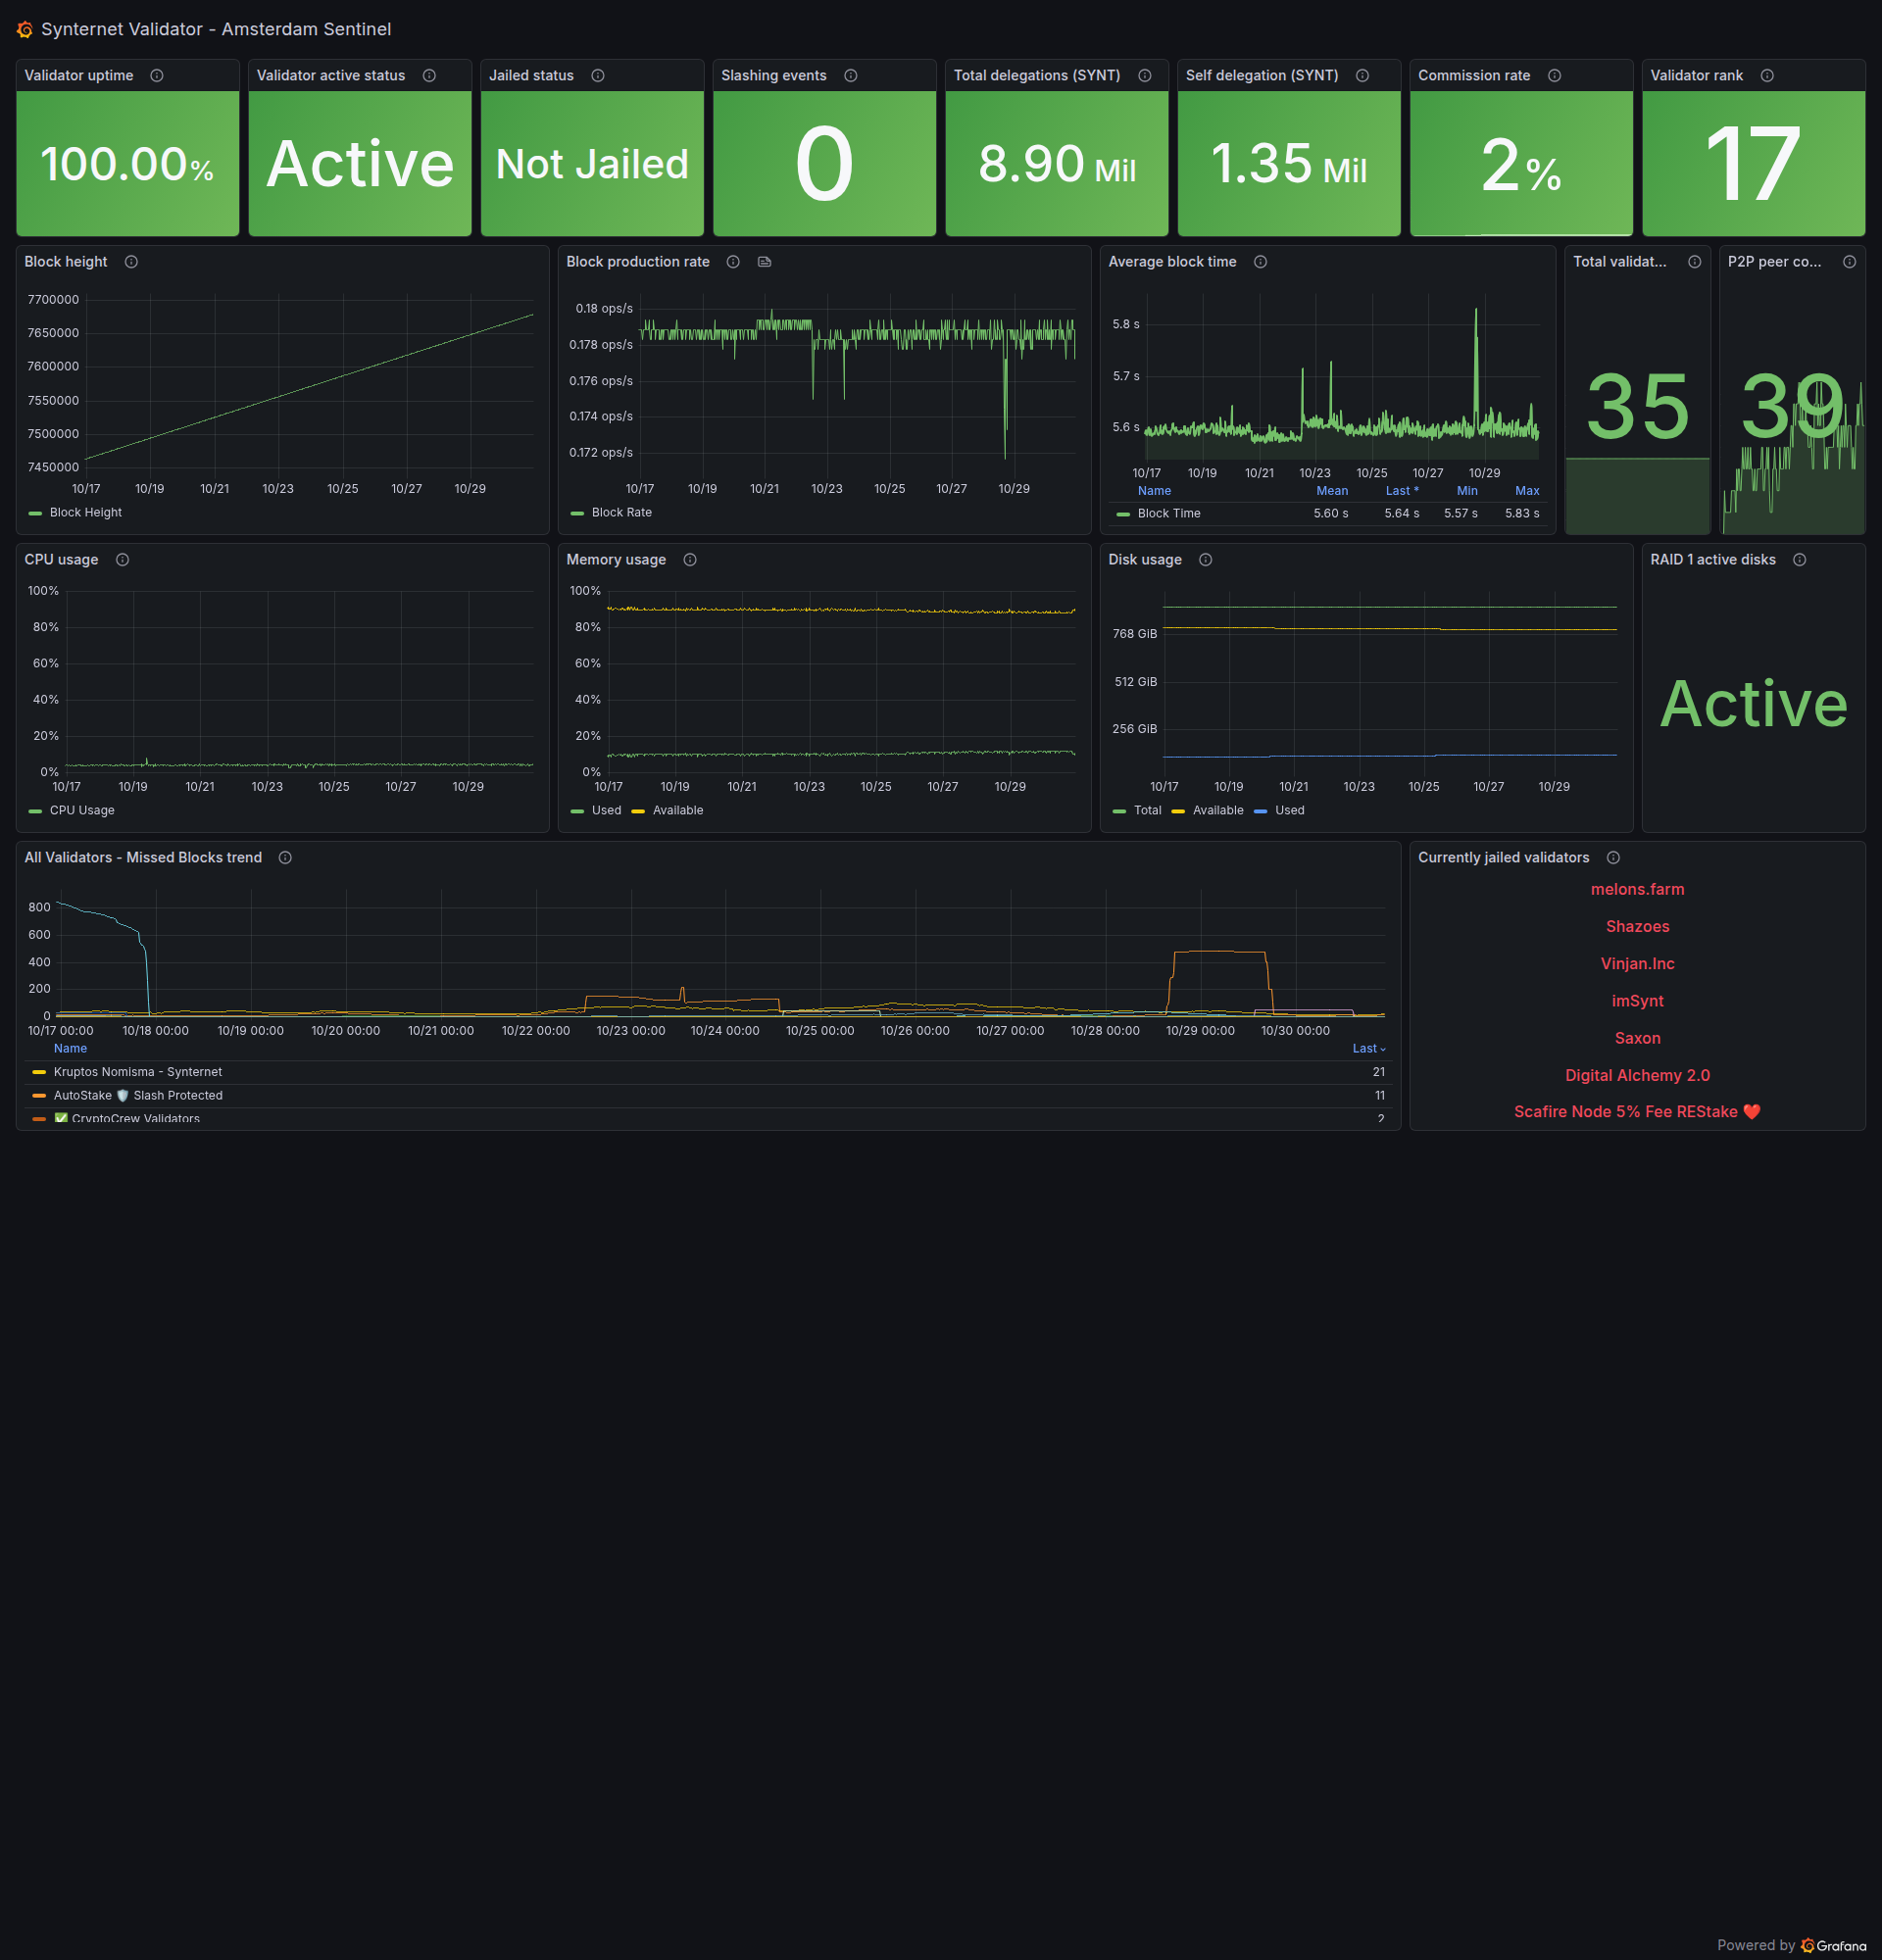 Synternet Validator - Amsterdam Sentinel
Validator uptime
100.00%
Validator active status
Active
Jailed status
Not Jailed
Slashing events
0
Total delegations (SYNT)
8.90 Mil
Self delegation (SYNT)
1.35 Mil
Commission rate
2%
Validator rank
17
Block height
7700000
7650000
7600000
7550000
7500000
7450000
10/17 10/19 10/21 10/23 10/25 10/27 10/29
Block Height
Block production rate
0.18 ops/s
0.178 ops/s
0.176 ops/s
0.174 ops/s
0.172 ops/s
10/17 10/19 10/21 10/23 10/25 10/27 10/29
Block Rate
Average block time
5.8 s
5.7 s
5.6 s
10/17 10/19 10/21 10/23 10/25 10/27 10/29
Name Mean Last * Min Max
Block Time 5.60 s 5.64 s 5.57 s 5.83 s
Total validat...
35
P2P peer co...
39
CPU usage
100%
80%
60%
40%
20%
0%
10/17 10/19 10/21 10/23 10/25 10/27 10/29
CPU Usage
Memory usage
100%
80%
60%
40%
20%
0%
10/17 10/19 10/21 10/23 10/25 10/27 10/29
Used Available
Disk usage
768 GiB
512 GiB
256 GiB
10/17 10/19 10/21 10/23 10/25 10/27 10/29
Total Available Used
RAID 1 active disks
Active
All Validators - Missed Blocks trend
800
600
400
200
0
10/17 00:00 10/18 00:00 10/19 00:00 10/20 00:00 10/21 00:00 10/22 00:00 10/23 00:00 10/24 00:00 10/25 00:00 10/26 00:00 10/27 00:00 10/28 00:00 10/29 00:00 10/30 00:00
Name Last
Kruptos Nomisma - Synternet 21
AutoStake 🛡️ Slash Protected 11
✅ CryptoCrew Validators 2
Currently jailed validators
melons.farm
Shazoes
Vinjan.Inc
imSynt
Saxon
Digital Alchemy 2.0
Scafire Node 5% Fee REStake ❤️
Powered by Grafana